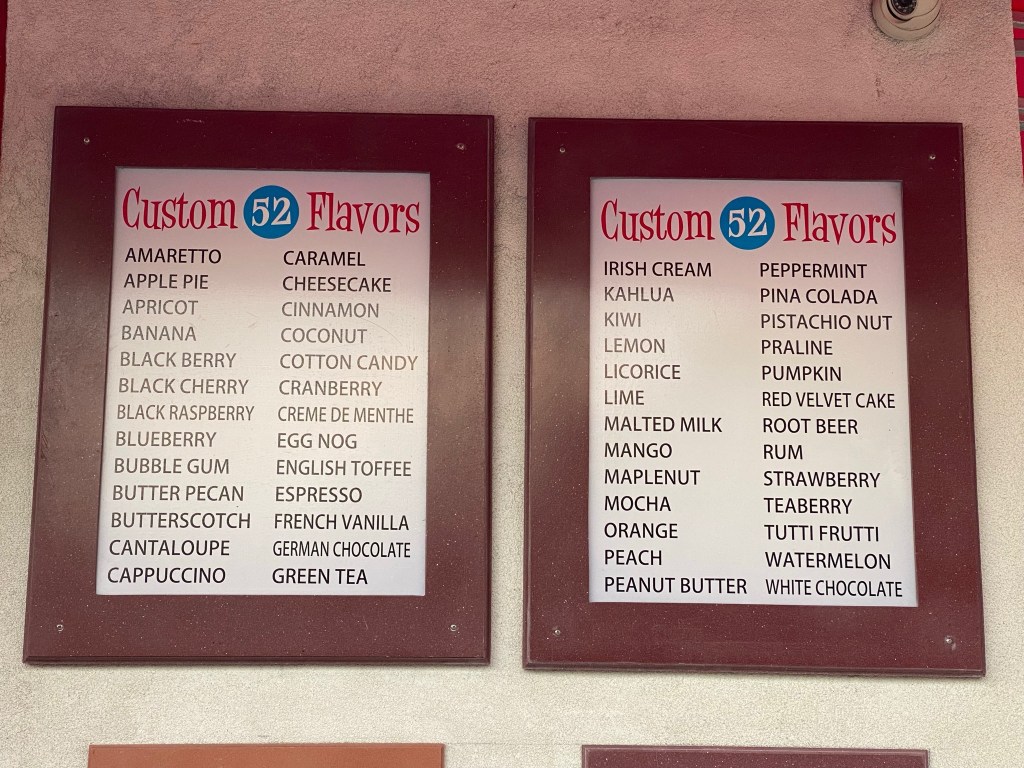 Custom 52 Flavors
AMARETTO
APPLE PIE
APRICOT
BANANA
BLACK BERRY
BLACK CHERRY
BLACK RASPBERRY
BLUEBERRY
BUBBLE GUM
BUTTER PECAN
BUTTERSCOTCH
CANTALOUPE
CAPPUCCINO
CARAMEL
CHEESECAKE
CINNAMON
COCONUT
COTTON CANDY
CRANBERRY
CREME DE MENTHE
EGG NOG
ENGLISH TOFFEE
ESPRESSO
FRENCH VANILLA
GERMAN CHOCOLATE
GREEN TEA
Custom 52 Flavors
IRISH CREAM
KAHLUA
KIWI
LEMON
LICORICE
LIME
MALTED MILK
MANGO
MAPLENUT
MOCHA
ORANGE
PEACH
PEANUT BUTTER
PEPPERMINT
PINA COLADA
PISTACHIO NUT
PRALINE
PUMPKIN
RED VELVET CAKE
ROOT BEER
RUM
STRAWBERRY
TEABERRY
TUTTI FRUTTI
WATERMELON
WHITE CHOCOLATE